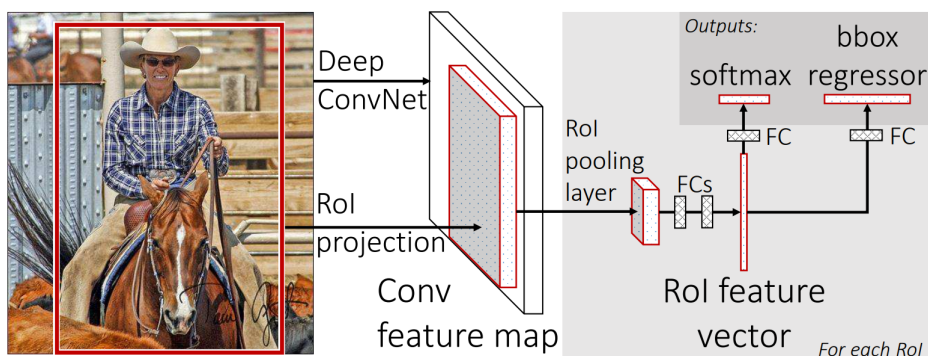 Deep
ConvNet
RoI
projection
Conv
feature map
RoI
pooling
layer
FCs
RoI feature
vector
For each RoI
Outputs:
softmax
bbox
regressor
FC
FC